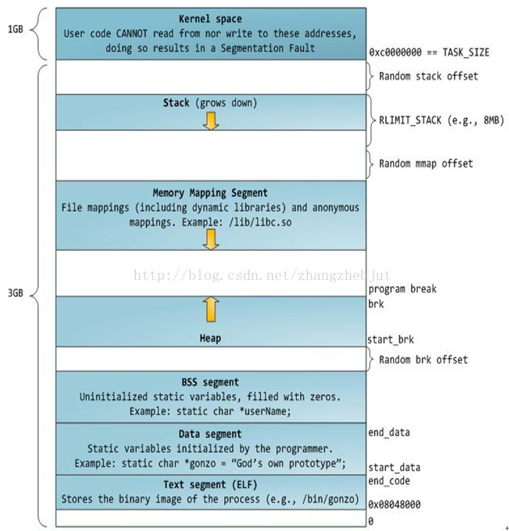 Kernel space
1GB
User code CANNOT read from nor write to these addresses,
doing so results in a Segmentation Fault
0xc0000000 == TASK_SIZE
Random stack offset
Stack (grows down)
RLIMIT_STACK (e.g., 8MB)
Random mmap offset
Memory Mapping Segment
File mappings (including dynamic libraries) and anonymous
mappings. Example: /lib/libc.so
http://blog.csdn.net/zhangzhebjut
3GB
program break
brk
Heap
start_brk
Random brk offset
BSS segment
Uninitialized static variables, filled with zeros.
Example: static char *userName;
Data segment
end_data
Static variables initialized by the programmer.
Example: static char *gonzo = “God’s own prototype”;
start_data
end_code
Text segment (ELF)
Stores the binary image of the process (e.g., /bin/gonzo)
0x08048000
0